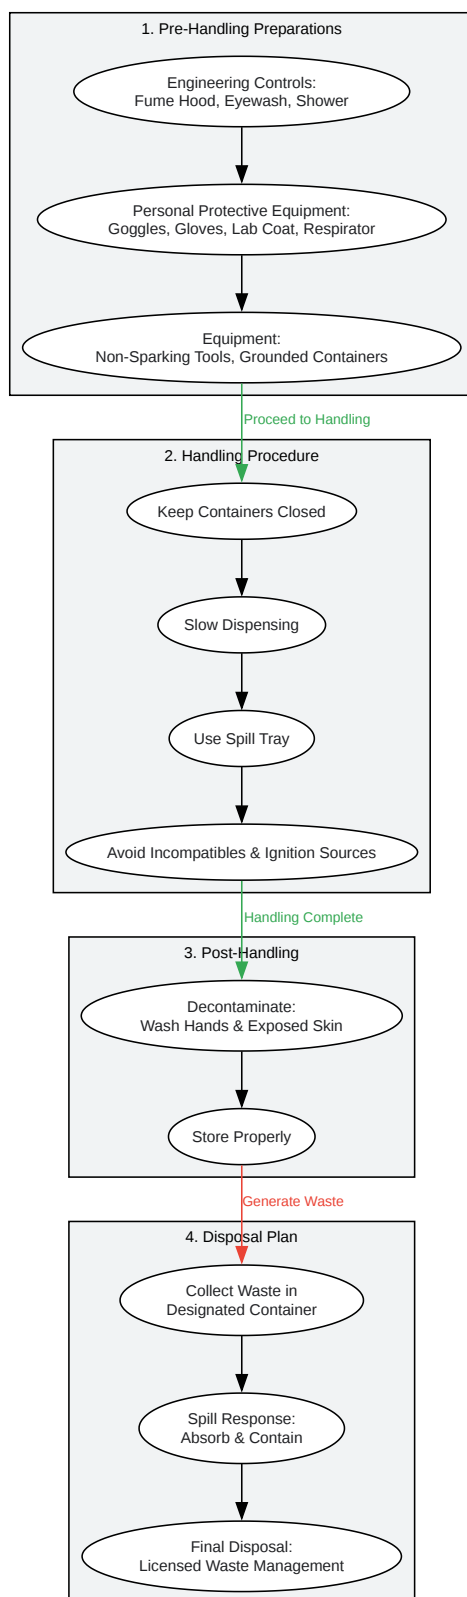 1. Pre-Handling Preparations
Engineering Controls:
Fume Hood, Eyewash, Shower
Personal Protective Equipment:
Goggles, Gloves, Lab Coat, Respirator
Equipment:
Non-Sparking Tools, Grounded Containers
Proceed to Handling
2. Handling Procedure
Keep Containers Closed
Slow Dispensing
Use Spill Tray
Avoid Incompatibles & Ignition Sources
Handling Complete
3. Post-Handling
Decontaminate:
Wash Hands & Exposed Skin
Store Properly
Generate Waste
4. Disposal Plan
Collect Waste in
Designated Container
Spill Response:
Absorb & Contain
Final Disposal:
Licensed Waste Management